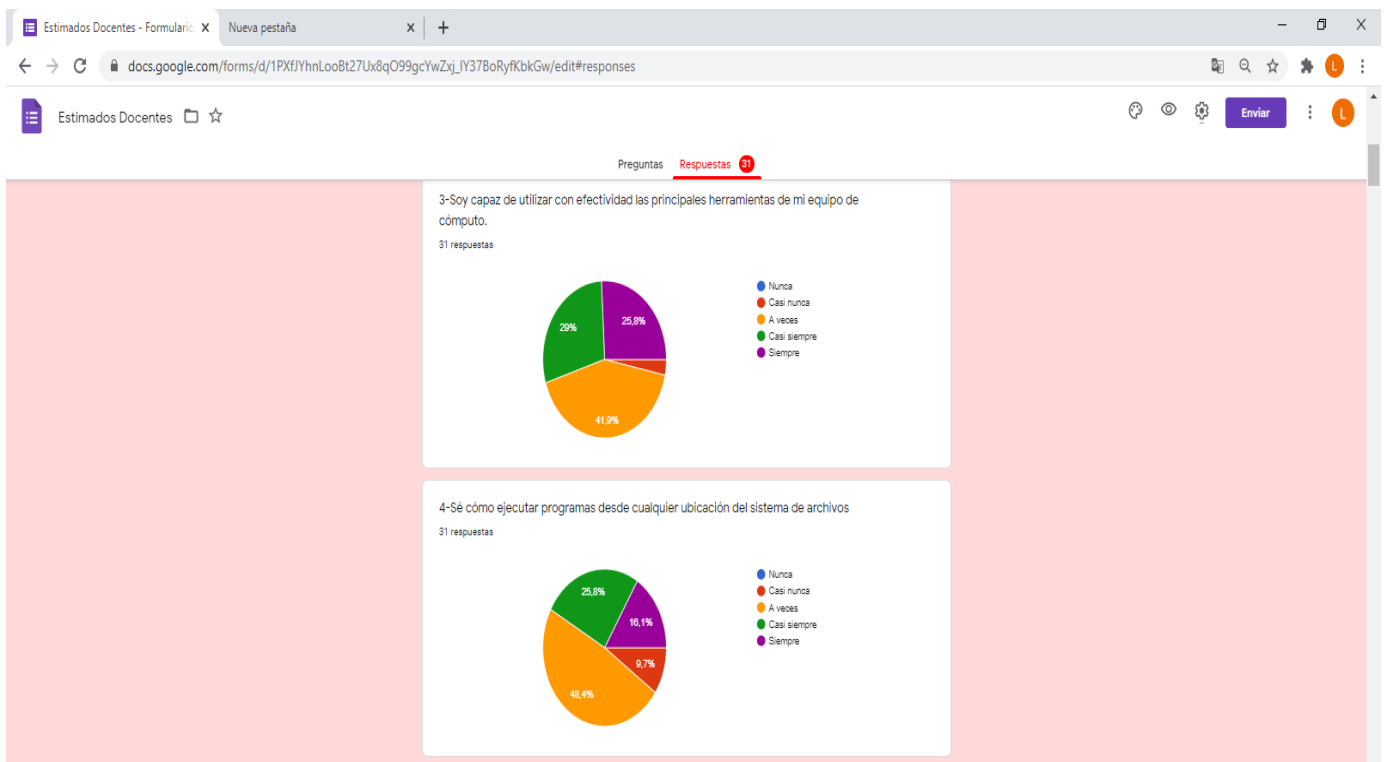 Estimados Docentes - Formulario
Nueva pestaña
docs.google.com/forms/d/1PXfJYhnLooBt27Ux8qO99gcYwZxj_lY37BoRyfKbkGw/edit#responses
L
Estimados Docentes
Enviar
L
Preguntas
Respuestas 31
3-Soy capaz de utilizar con efectividad las principales herramientas de mi equipo de
cómputo.
31 respuestas
29%
25,8%
41,9%
Nunca
Casi nunca
A veces
Casi siempre
Siempre
4-Sé cómo ejecutar programas desde cualquier ubicación del sistema de archivos
31 respuestas
25,8%
16,1%
9,7%
48,4%
Nunca
Casi nunca
A veces
Casi siempre
Siempre